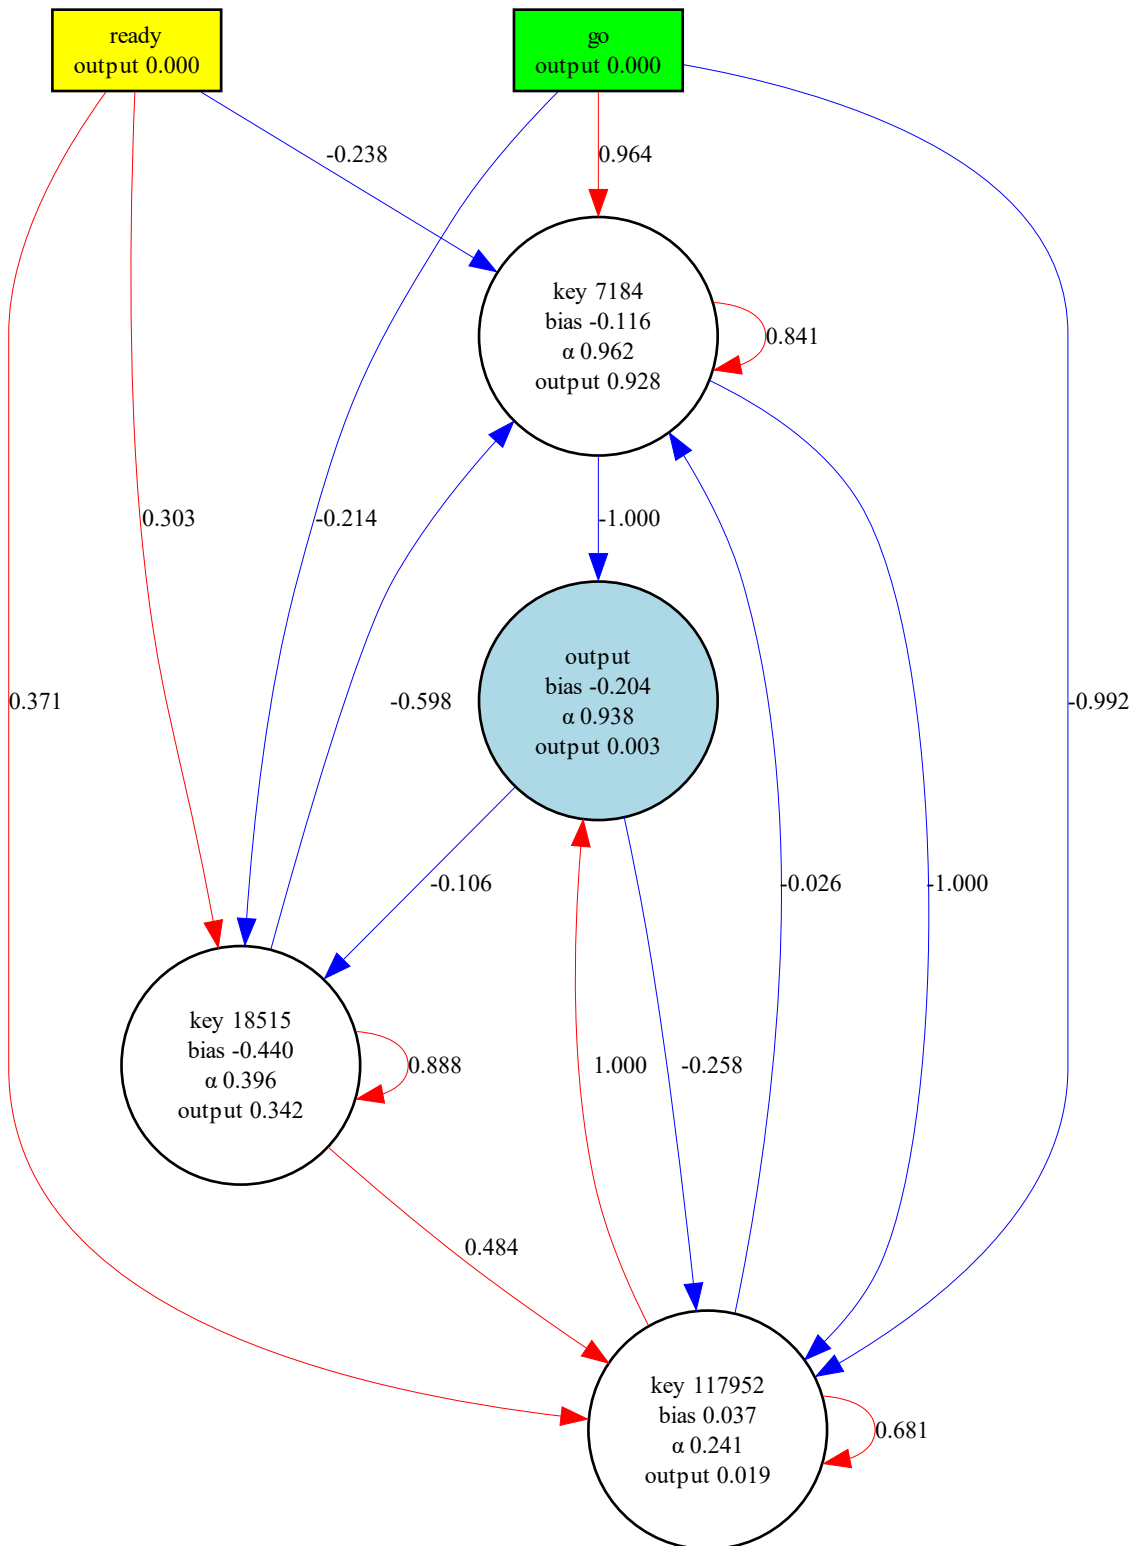 ready
output 0.000
go
output 0.000
-0.238
0.964
key 7184
bias -0.116
α 0.962
output 0.928
0.841
0.303
-0.214
-1.000
output
bias -0.204
α 0.938
output 0.003
0.371
-0.598
-0.992
-0.106
-0.026
-1.000
key 18515
bias -0.440
α 0.396
output 0.342
0.888
1.000
-0.258
0.484
key 117952
bias 0.037
α 0.241
output 0.019
0.681